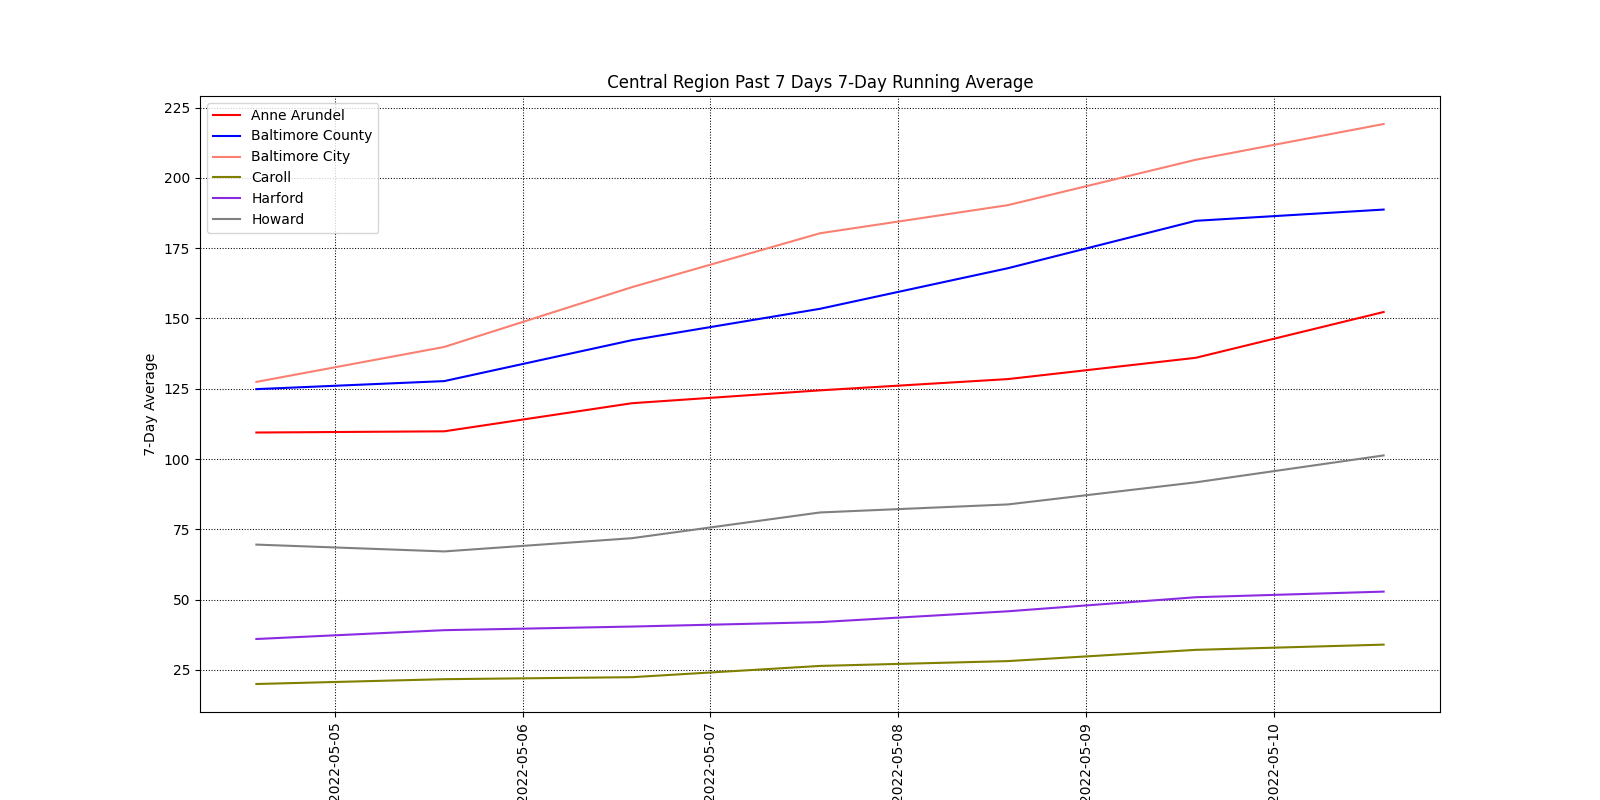 Central Region Past 7 Days 7-Day Running Average
225
200
175
150
125
100
75
50
25
7-Day Average
Anne Arundel
Baltimore County
Baltimore City
Caroll
Harford
Howard
2022-05-05
2022-05-06
2022-05-07
2022-05-08
2022-05-09
2022-05-10